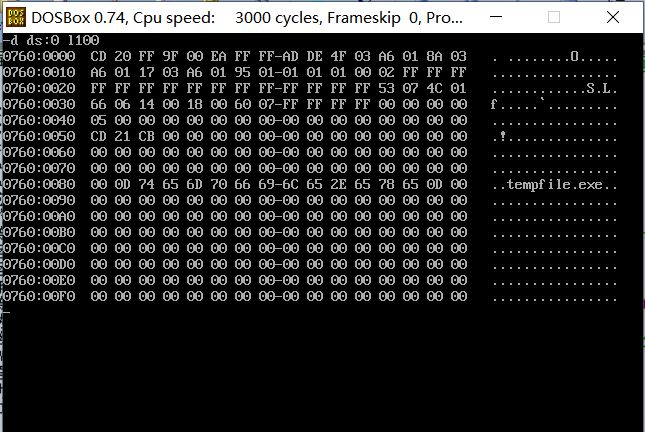 DOS BOX DOSBox 0.74, Cpu speed: 3000 cycles, Frameskip 0, Pro...
-d ds:0 l100
0760:0000 CD 20 FF 9F 00 EA FF FF-AD DE 4F 03 A6 01 8A 03 . ........O.....
0760:0010 A6 01 17 03 A6 01 95 01-01 01 01 00 02 FF FF FF ................
0760:0020 FF FF FF FF FF FF FF FF-FF FF FF FF 53 07 4C 01 ............S.L.
0760:0030 66 06 14 00 18 00 60 07-FF FF FF FF 00 00 00 00 f.....`.........
0760:0040 05 00 00 00 00 00 00 00-00 00 00 00 00 00 00 00 ................
0760:0050 CD 21 CB 00 00 00 00 00-00 00 00 00 00 00 00 00 .!..............
0760:0060 00 00 00 00 00 00 00 00-00 00 00 00 00 00 00 00 ................
0760:0070 00 00 00 00 00 00 00 00-00 00 00 00 00 00 00 00 ................
0760:0080 00 0D 74 65 6D 70 66 69-6C 65 2E 65 78 65 0D 00 ..tempfile.exe..
0760:0090 00 00 00 00 00 00 00 00-00 00 00 00 00 00 00 00 ................
0760:00A0 00 00 00 00 00 00 00 00-00 00 00 00 00 00 00 00 ................
0760:00B0 00 00 00 00 00 00 00 00-00 00 00 00 00 00 00 00 ................
0760:00C0 00 00 00 00 00 00 00 00-00 00 00 00 00 00 00 00 ................
0760:00D0 00 00 00 00 00 00 00 00-00 00 00 00 00 00 00 00 ................
0760:00E0 00 00 00 00 00 00 00 00-00 00 00 00 00 00 00 00 ................
0760:00F0 00 00 00 00 00 00 00 00-00 00 00 00 00 00 00 00 ................
-